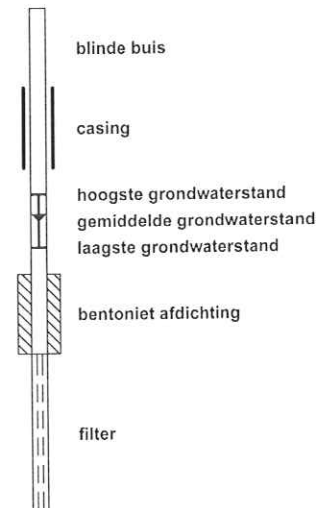 blinde buis
casing
hoogste grondwaterstand
gemiddelde grondwaterstand
laagste grondwaterstand
bentoniet afdichting
filter